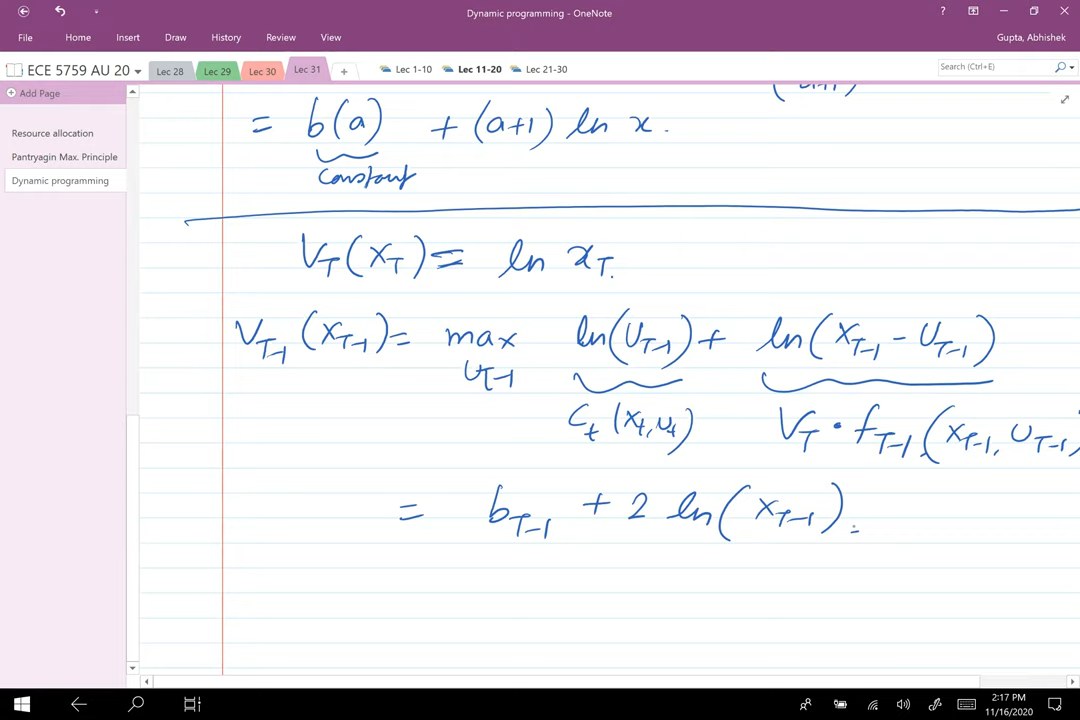 Dynamic programming - OneNote
File Home Insert Draw History Review View Gupta, Abhishek
ECE 5759 AU 20 Lec 28 Lec 29 Lec 30 Lec 31 Lec 1-10 Lec 11-20 Lec 21-30 Search (Ctrl+E)
Add Page
Resource allocation
Pantryagin Max. Principle
Dynamic programming
= b(a) + (a+1) ln x.
constant
V_T(x_T) = ln x_T.
V_{T-1}(x_{T-1}) = max_{u_{T-1}} ln(u_{T-1}) + ln(x_{T-1} - u_{T-1})
C_t(x_t, u_t) V_T ∘ f_{T-1}(x_{T-1}, u_{T-1})
= b_{T-1} + 2 ln(x_{T-1}).
2:17 PM
11/16/2020